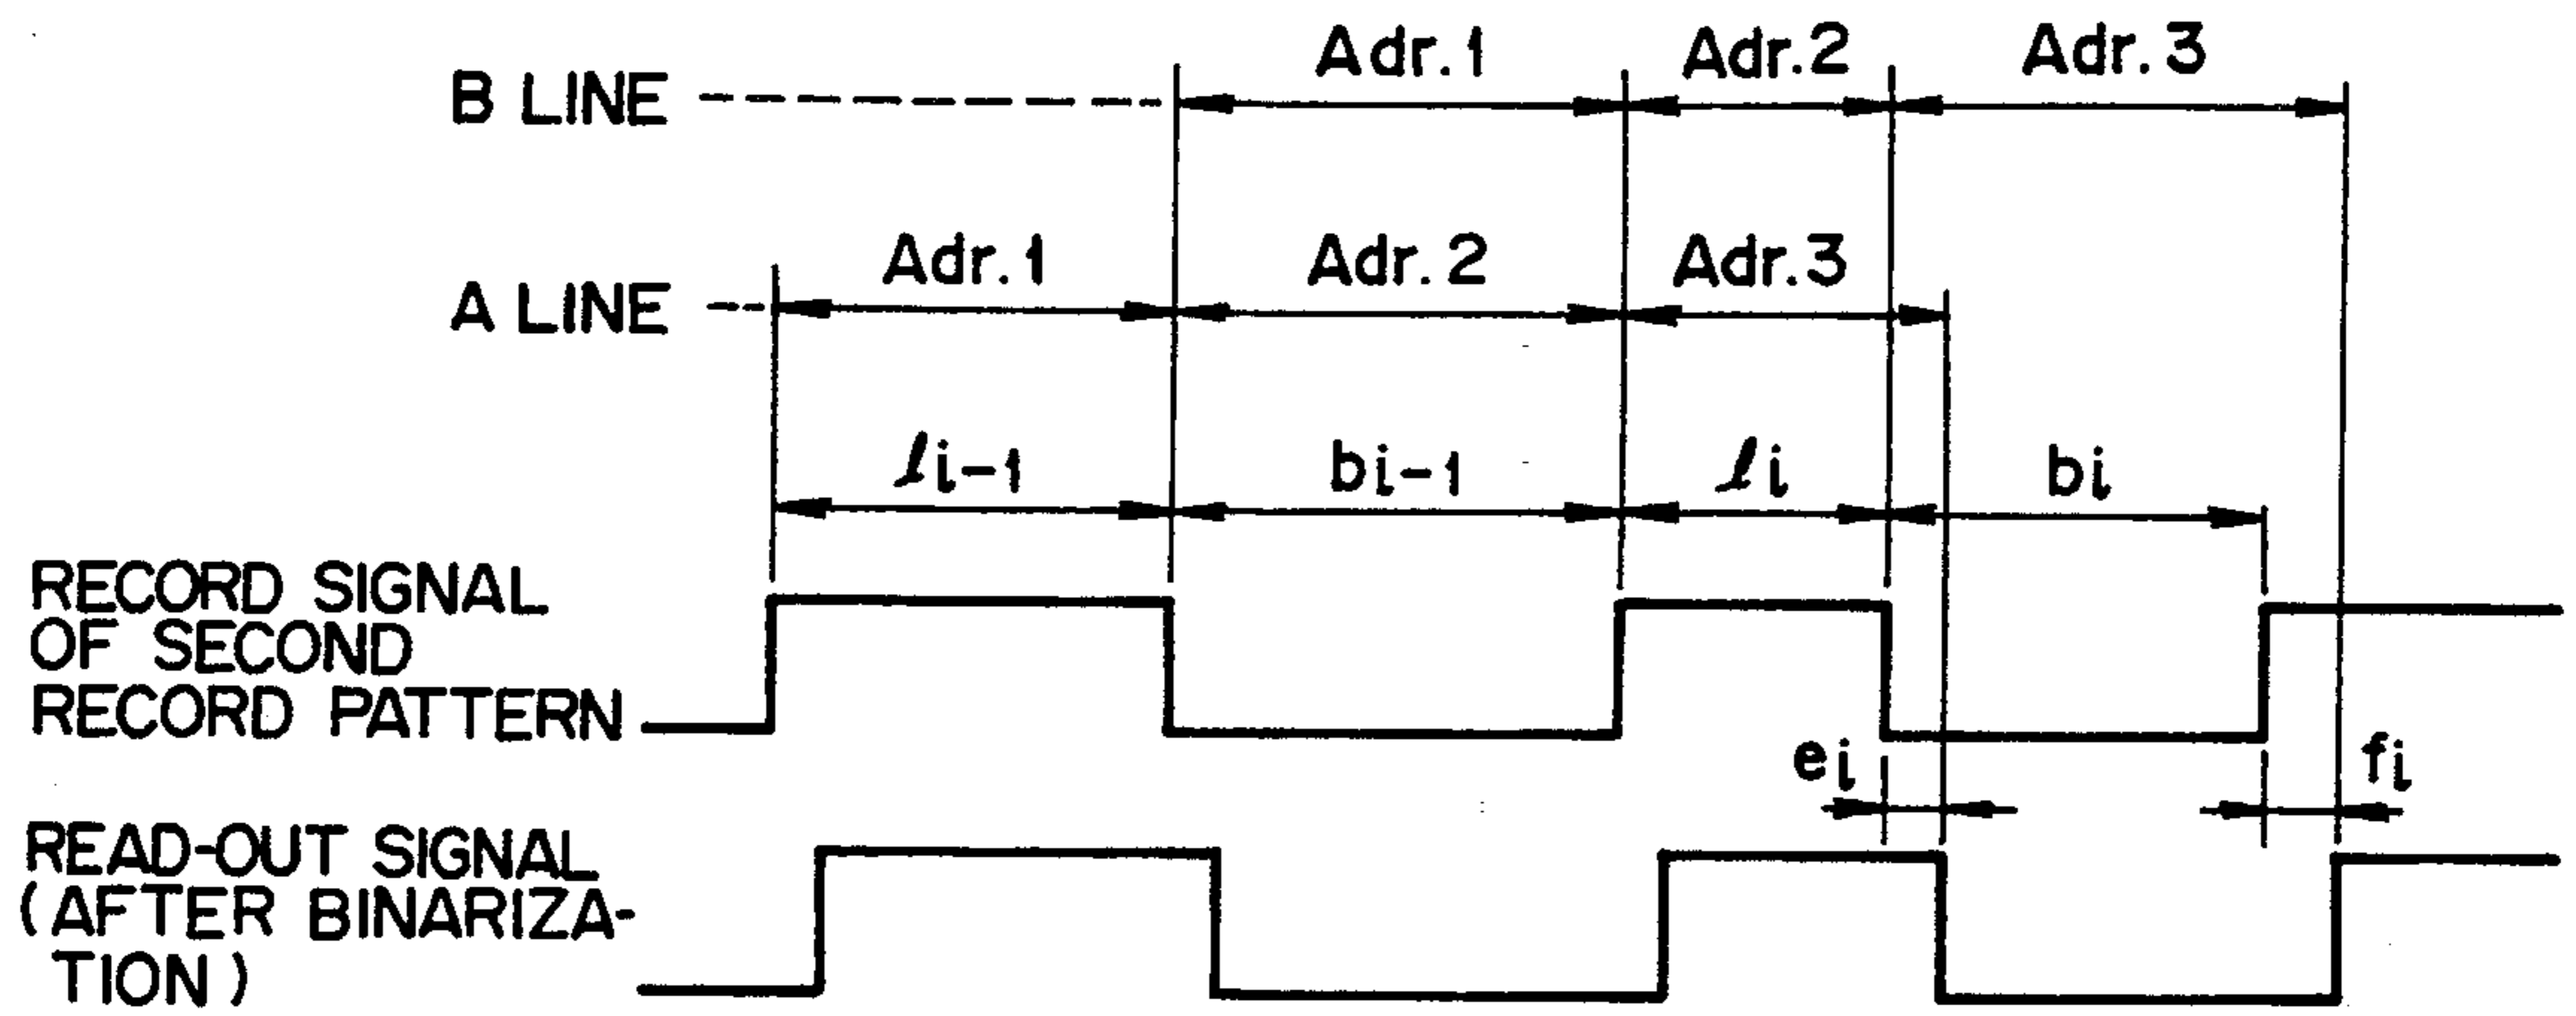 Adr.1 Adr.2 Adr.3
B LINE
Adr.1 Adr.2 Adr.3
A LINE
li-1 bi-1 li bi
RECORD SIGNAL
OF SECOND
RECORD PATTERN
ei fi
READ-OUT SIGNAL
(AFTER BINARIZA-
TION)